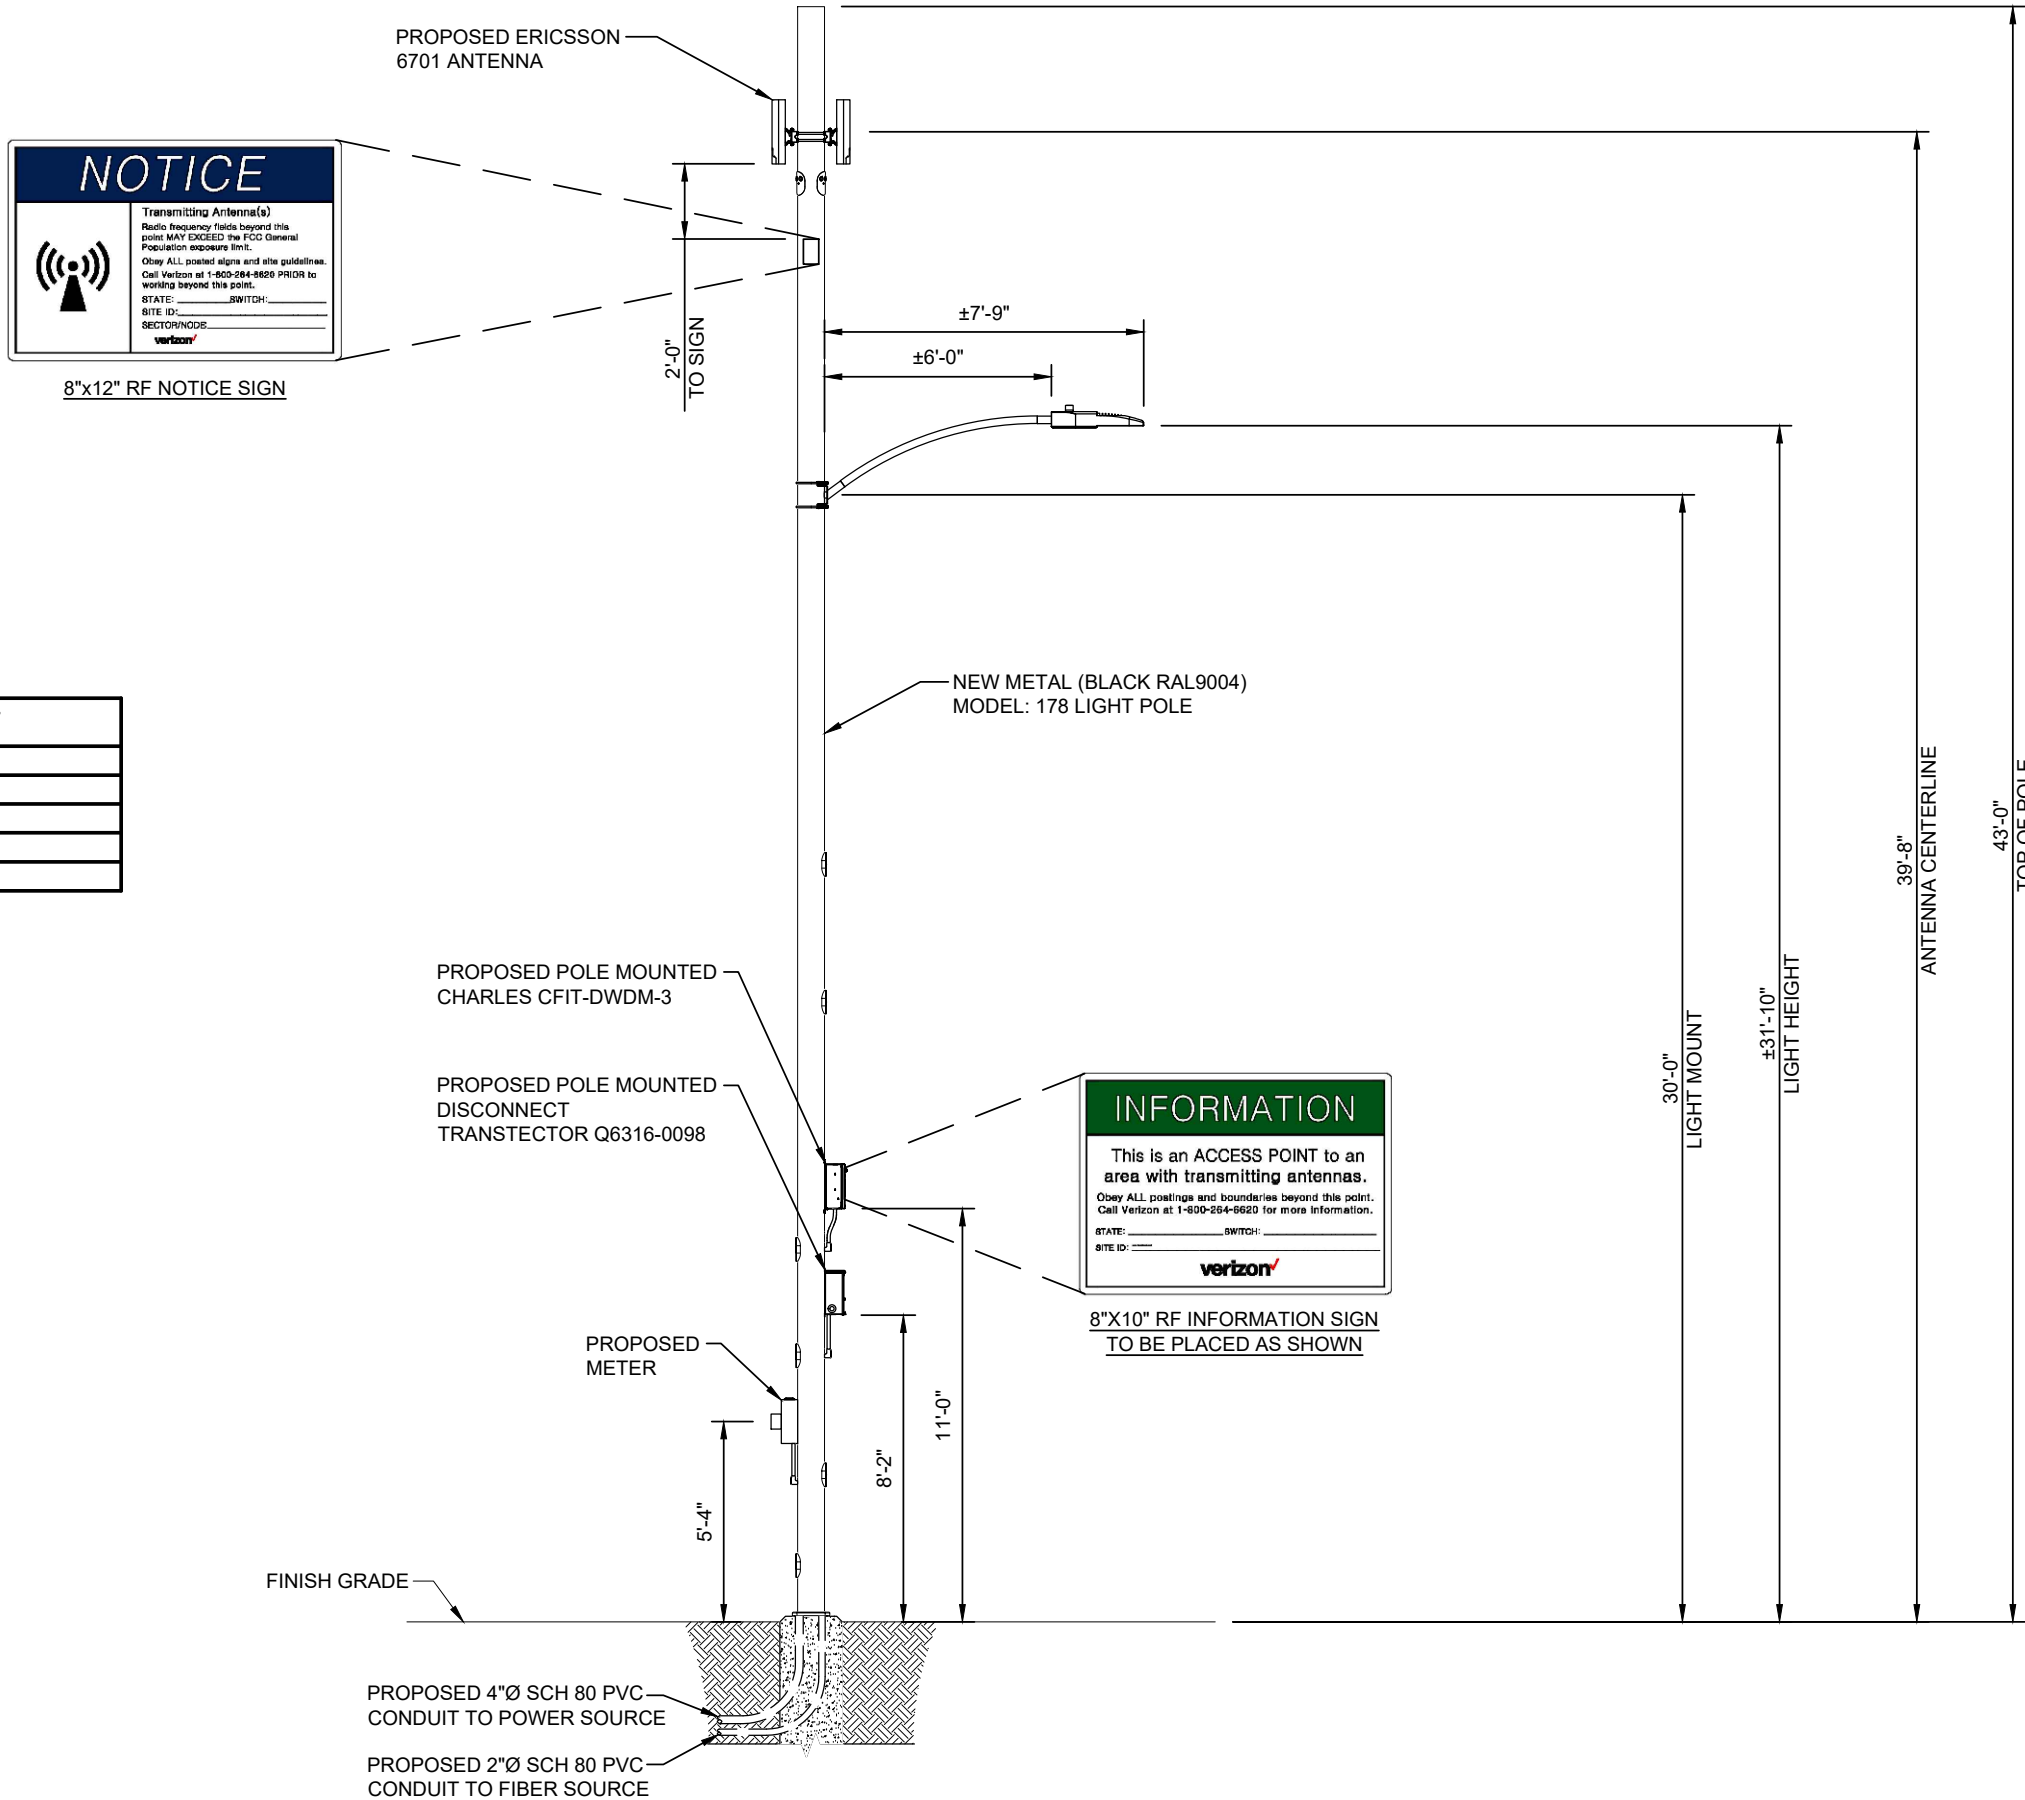 PROPOSED ERICSSON
6701 ANTENNA
NOTICE
Transmitting Antenna(s)
Radio frequency fields beyond this
point MAY EXCEED the FCC General
Population exposure limit.
Obey ALL posted signs and site guidelines.
Call Verizon at 1-800-264-6620 PRIOR to
working beyond this point.
STATE: SWITCH:
SITE ID:
SECTOR/NODE:
verizon
8"x12" RF NOTICE SIGN
2'-0"
TO SIGN
±7'-9"
±6'-0"
NEW METAL (BLACK RAL9004)
MODEL: 178 LIGHT POLE
43'-0"
TOP OF POLE
39'-8"
ANTENNA CENTERLINE
±31'-10"
LIGHT HEIGHT
30'-0"
LIGHT MOUNT
PROPOSED POLE MOUNTED
CHARLES CFIT-DWDM-3
PROPOSED POLE MOUNTED
DISCONNECT
TRANSTECTOR Q6316-0098
INFORMATION
This is an ACCESS POINT to an
area with transmitting antennas.
Obey ALL postings and boundaries beyond this point.
Call Verizon at 1-800-264-6620 for more information.
STATE: SWITCH:
SITE ID:
verizon
8"X10" RF INFORMATION SIGN
TO BE PLACED AS SHOWN
PROPOSED
METER
11'-0"
8'-2"
5'-4"
FINISH GRADE
PROPOSED 4"Ø SCH 80 PVC
CONDUIT TO POWER SOURCE
PROPOSED 2"Ø SCH 80 PVC
CONDUIT TO FIBER SOURCE